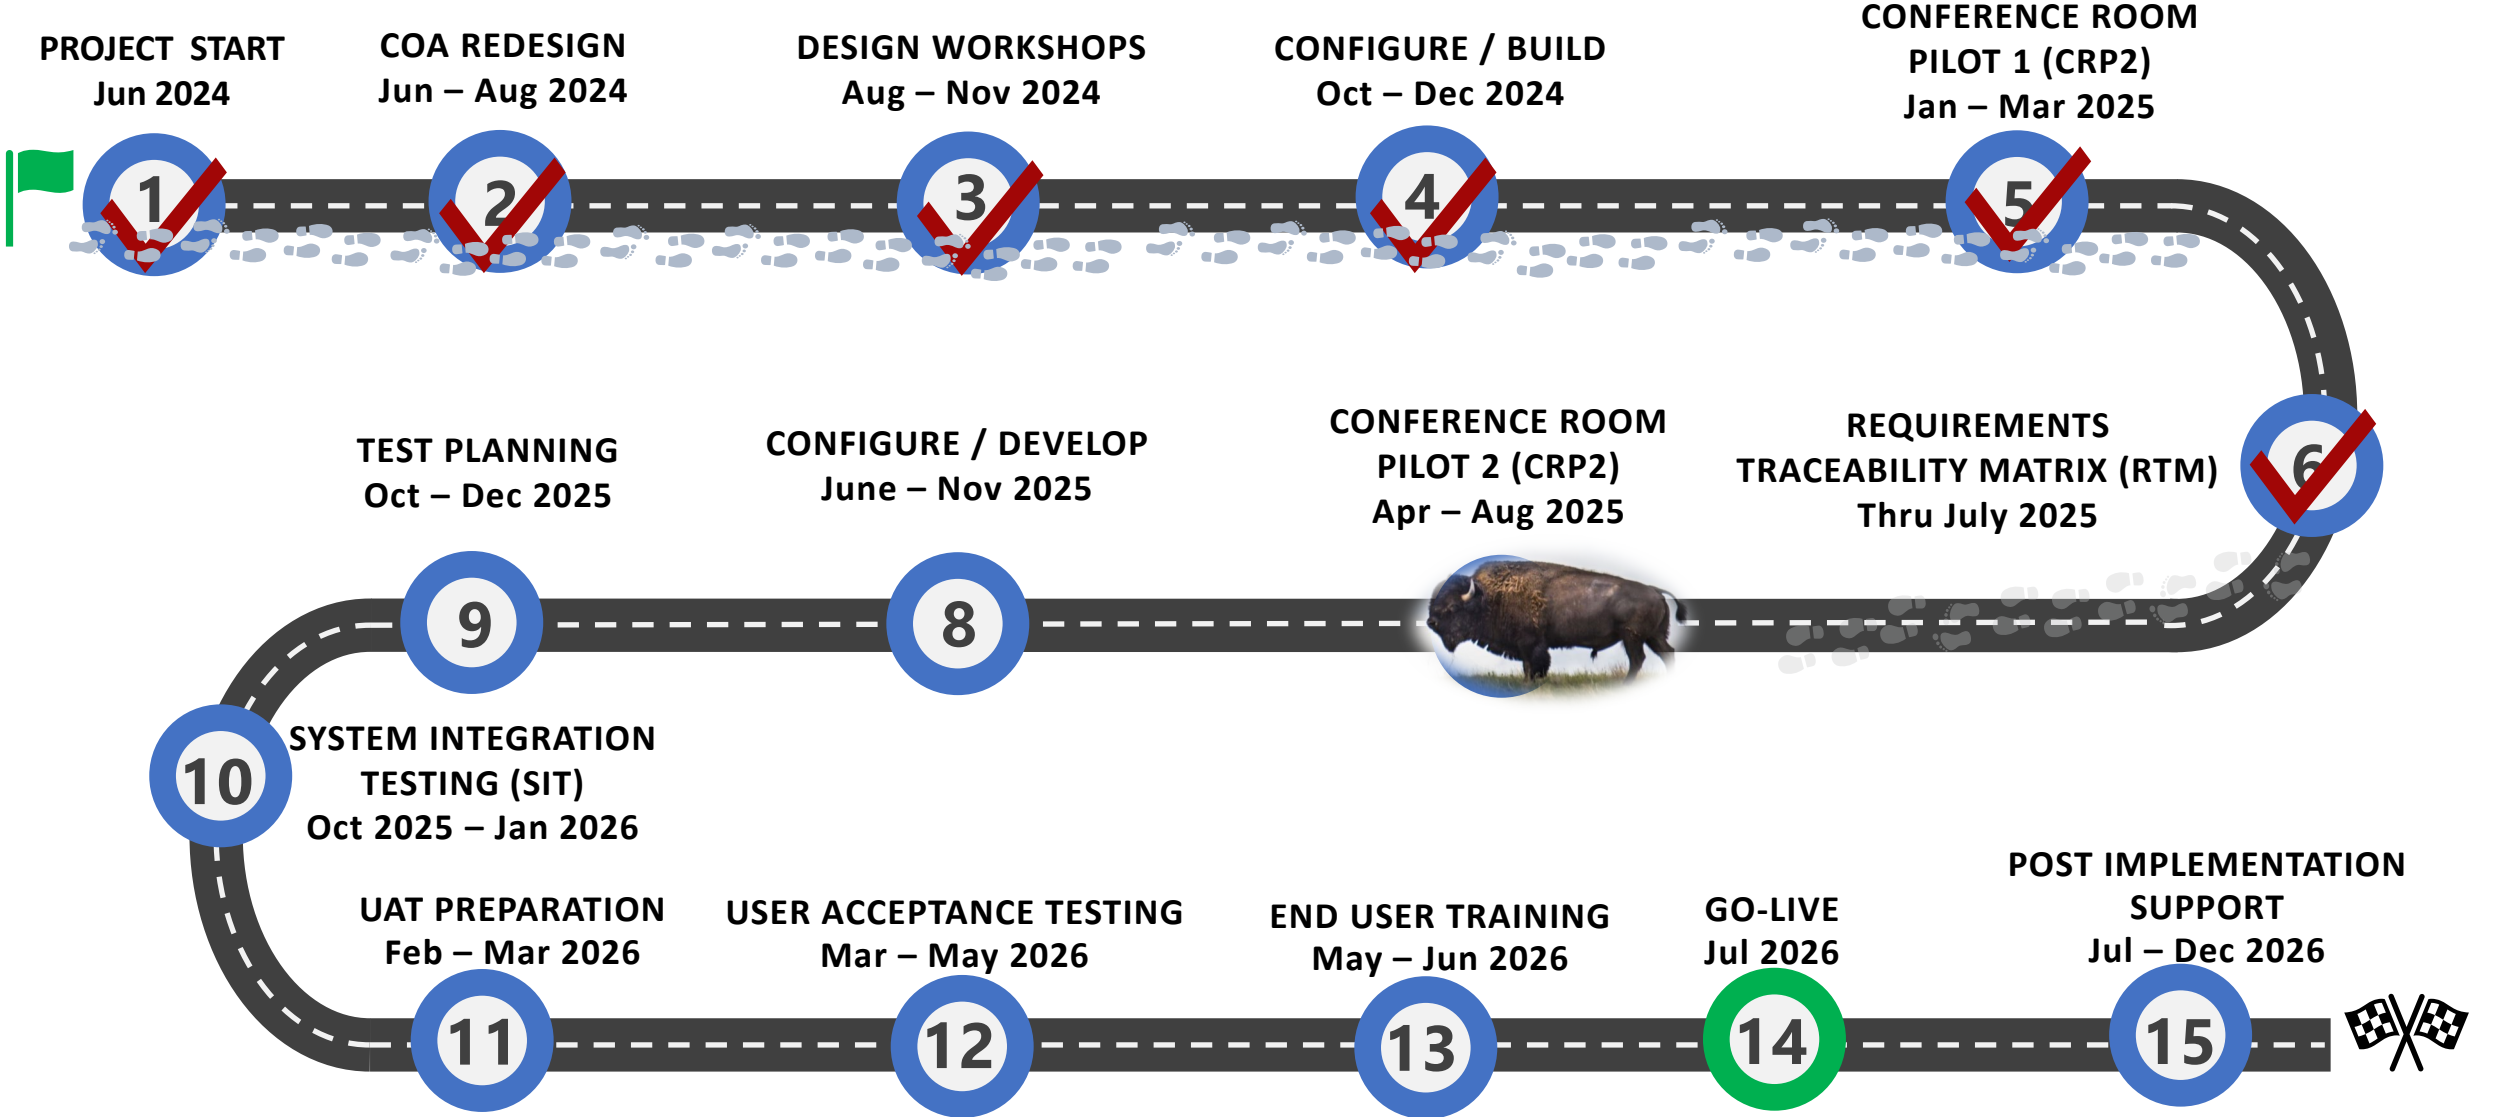 PROJECT START
Jun 2024
1
COA REDESIGN
Jun – Aug 2024
2
DESIGN WORKSHOPS
Aug – Nov 2024
3
CONFIGURE / BUILD
Oct – Dec 2024
4
CONFERENCE ROOM
PILOT 1 (CRP2)
Jan – Mar 2025
5
REQUIREMENTS
TRACEABILITY MATRIX (RTM)
Thru July 2025
6
CONFERENCE ROOM
PILOT 2 (CRP2)
Apr – Aug 2025
CONFIGURE / DEVELOP
June – Nov 2025
8
TEST PLANNING
Oct – Dec 2025
9
SYSTEM INTEGRATION
TESTING (SIT)
Oct 2025 – Jan 2026
10
UAT PREPARATION
Feb – Mar 2026
11
USER ACCEPTANCE TESTING
Mar – May 2026
12
END USER TRAINING
May – Jun 2026
13
GO-LIVE
Jul 2026
14
POST IMPLEMENTATION
SUPPORT
Jul – Dec 2026
15